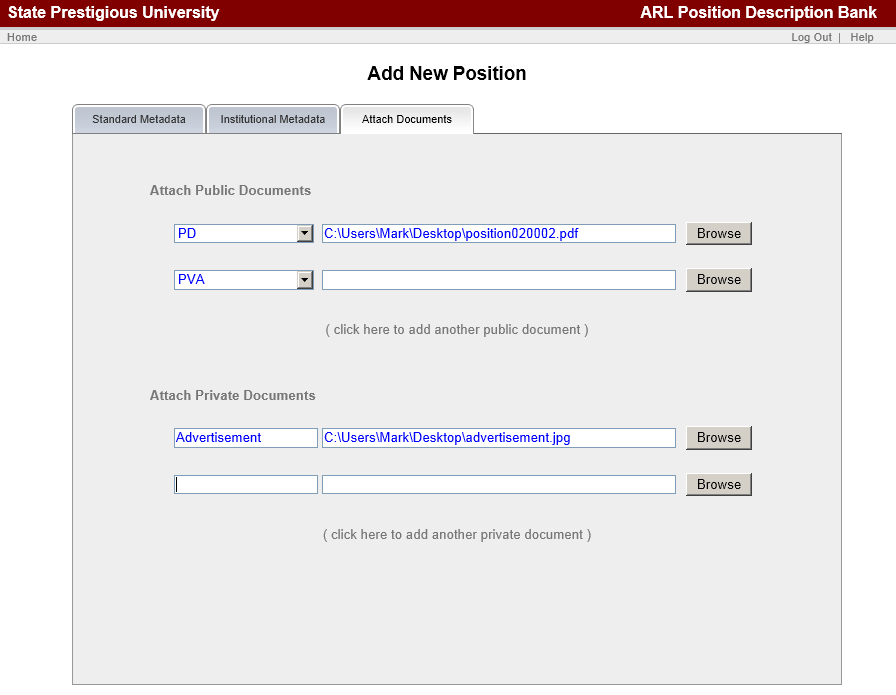 State Prestigious University ARL Position Description Bank
Home Log Out | Help
Add New Position
Standard Metadata Institutional Metadata Attach Documents
Attach Public Documents
PD C:\Users\Mark\Desktop\position020002.pdf Browse
PVA Browse
( click here to add another public document )
Attach Private Documents
Advertisement C:\Users\Mark\Desktop\advertisement.jpg Browse
Browse
( click here to add another private document )